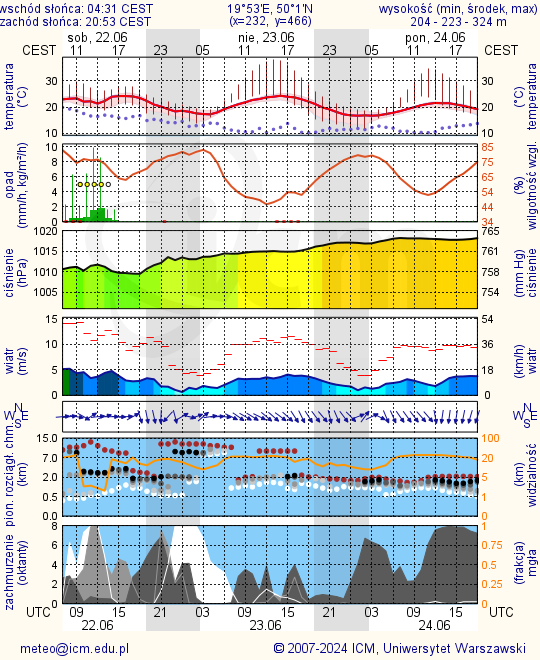 wschód słońca: 04:31 CEST 19°53'E, 50°1'N wysokość (min, środek, max)
zachód słońca: 20:53 CEST (x=232, y=466) 204 - 223 - 324 m
sob, 22.06 nie, 23.06 pon, 24.06
CEST 11 17 23 05 11 17 23 05 11 17 CEST
temperatura (°C)
30 20 10
30 20 10
temperatura (°C)
opad (mm/h, kg/m²/h)
10 8 6 4 2 0
85 75 65 54 44 34
(%) wilgotność wzgl.
ciśnienie (hPa)
1020 1015 1010 1005
765 761 758 754
(mm Hg) ciśnienie
wiatr (m/s)
15 10 5 0
54 36 18 0
(km/h) wiatr
N W E S
N W E S
pion. rozciągł. chm. (km)
15.0 7.0 2.0 0.5 0.0
100 20 5 1 0
(km) widzialność
zachmurzenie (oktanty)
8 6 4 2 0
1 0.75 0.5 0.25 0
(frakcja) mgła
UTC 09 15 21 03 09 15 21 03 09 15 UTC
22.06 23.06 24.06
meteo@icm.edu.pl © 2007-2024 ICM, Uniwersytet Warszawski